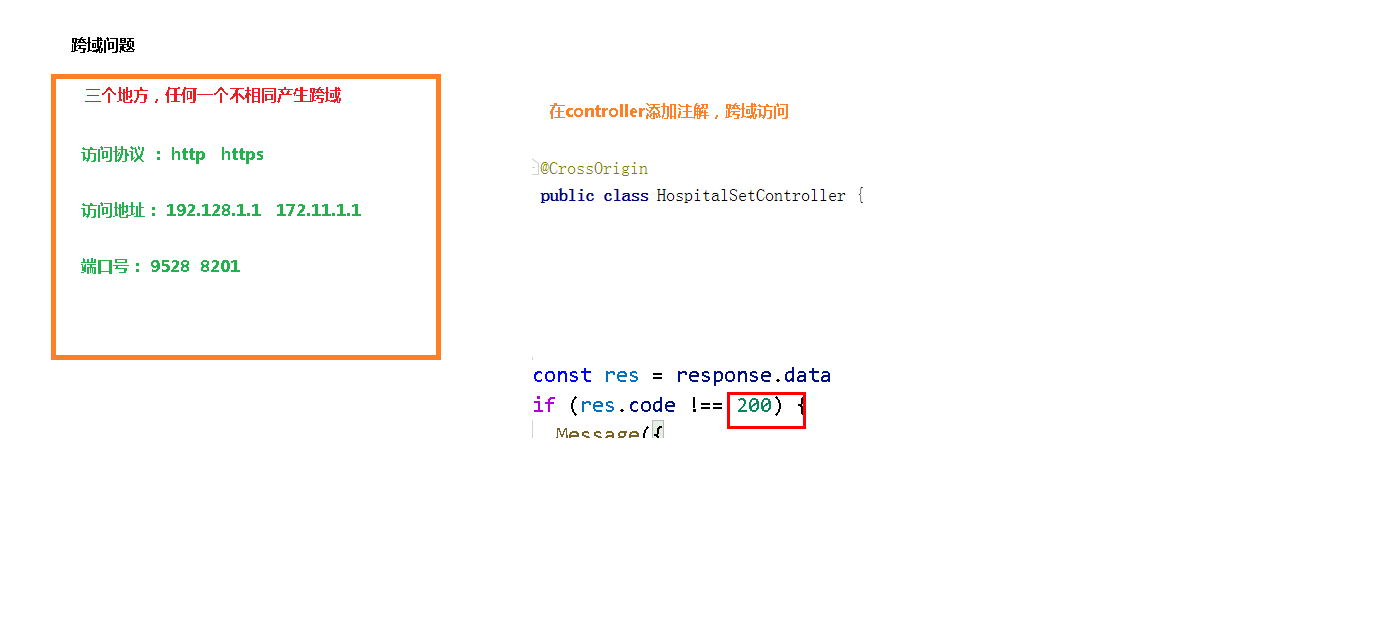 跨域问题
三个地方，任何一个不相同产生跨域
访问协议 ： http https
访问地址： 192.128.1.1 172.11.1.1
端口号： 9528 8201
在controller添加注解，跨域访问
@CrossOrigin
public class HospitalSetController {
const res = response.data
if (res.code !== 200) {
Message({